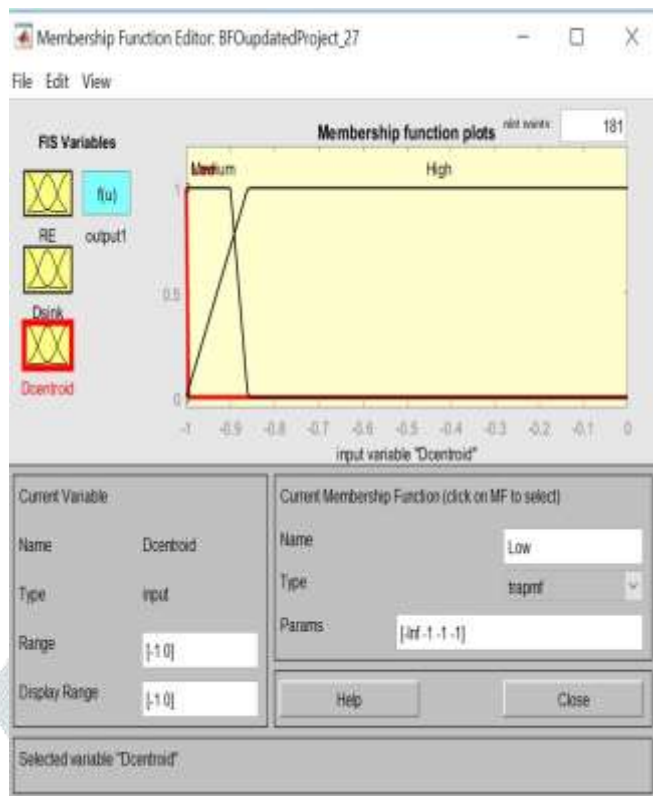 Membership Function Editor: BFOupdatedProject_27
File Edit View
FIS Variables
Membership function plots
181
Medium
High
f(u)
RE
output1
Dsink
Dcentroid
1
0.5
0
-1 -0.9 -0.8 -0.7 -0.6 -0.5 -0.4 -0.3 -0.2 -0.1 0
input variable "Dcentroid"
Current Variable
Name Dcentroid
Type input
Range [-1 0]
Display Range [-1 0]
Current Membership Function (click on MF to select)
Name Low
Type trapmf
Params [-Inf -1 -1 -1]
Help Close
Selected variable "Dcentroid"